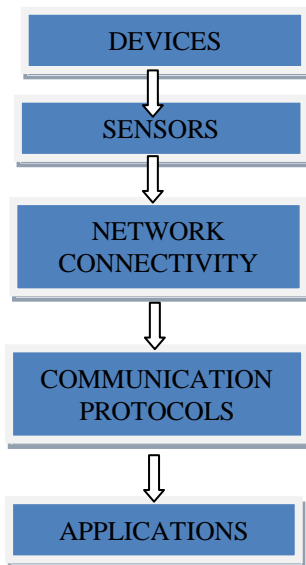 DEVICES
SENSORS
NETWORK
CONNECTIVITY
COMMUNICATION
PROTOCOLS
APPLICATIONS